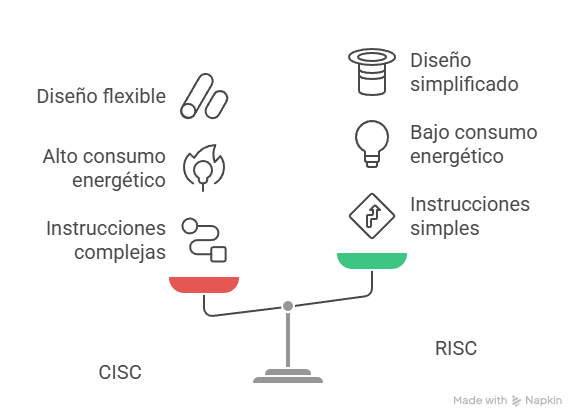 Diseño flexible
Alto consumo
energético
Instrucciones
complejas
CISC
Diseño
simplificado
Bajo consumo
energético
Instrucciones
simples
RISC
Made with Napkin